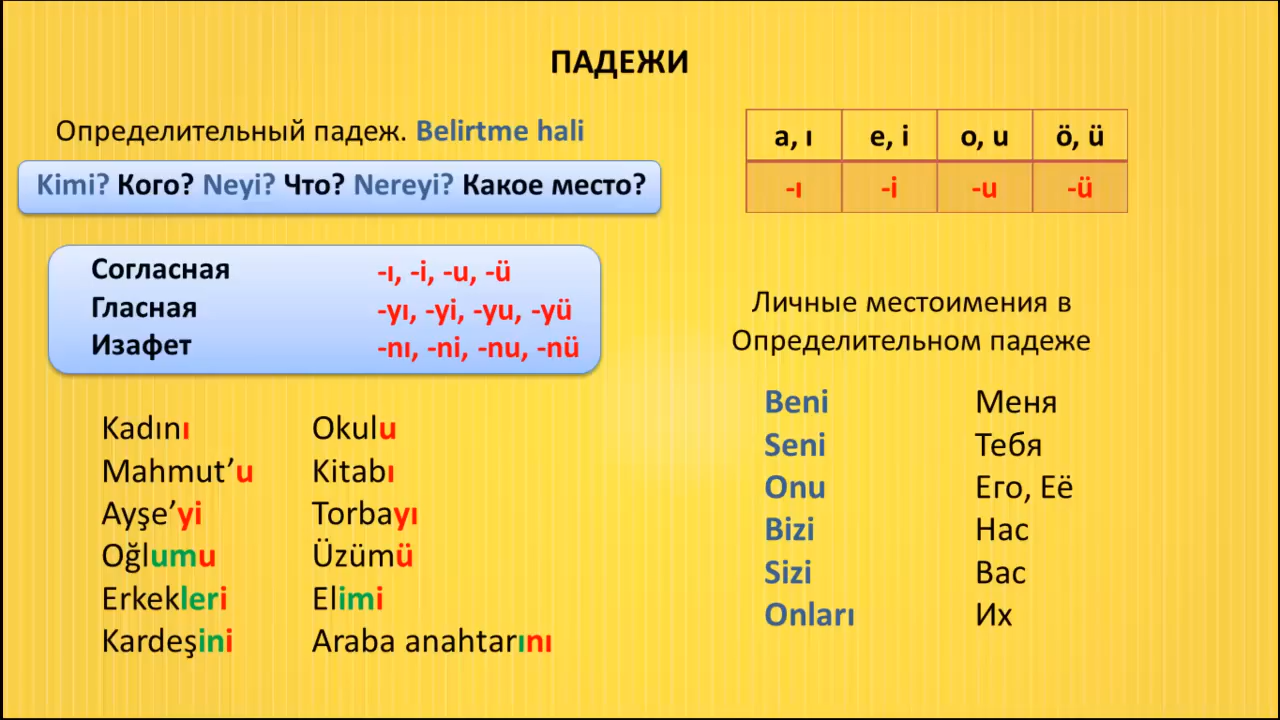 ПАДЕЖИ
Определительный падеж. Belirtme hali
Kimi? Кого? Neyi? Что? Nereyi? Какое место?
Согласная -ı, -i, -u, -ü
Гласная -yı, -yi, -yu, -yü
Изафет -nı, -ni, -nu, -nü
Kadını Okulu
Mahmut’u Kitabı
Ayşe’yi Torbayı
Oğlumu Üzümü
Erkekleri Elimi
Kardeşini Araba anahtarını
a, ı e, i o, u ö, ü
-ı -i -u -ü
Личные местоимения в
Определительном падеже
Beni Меня
Seni Тебя
Onu Его, Её
Bizi Нас
Sizi Вас
Onları Их